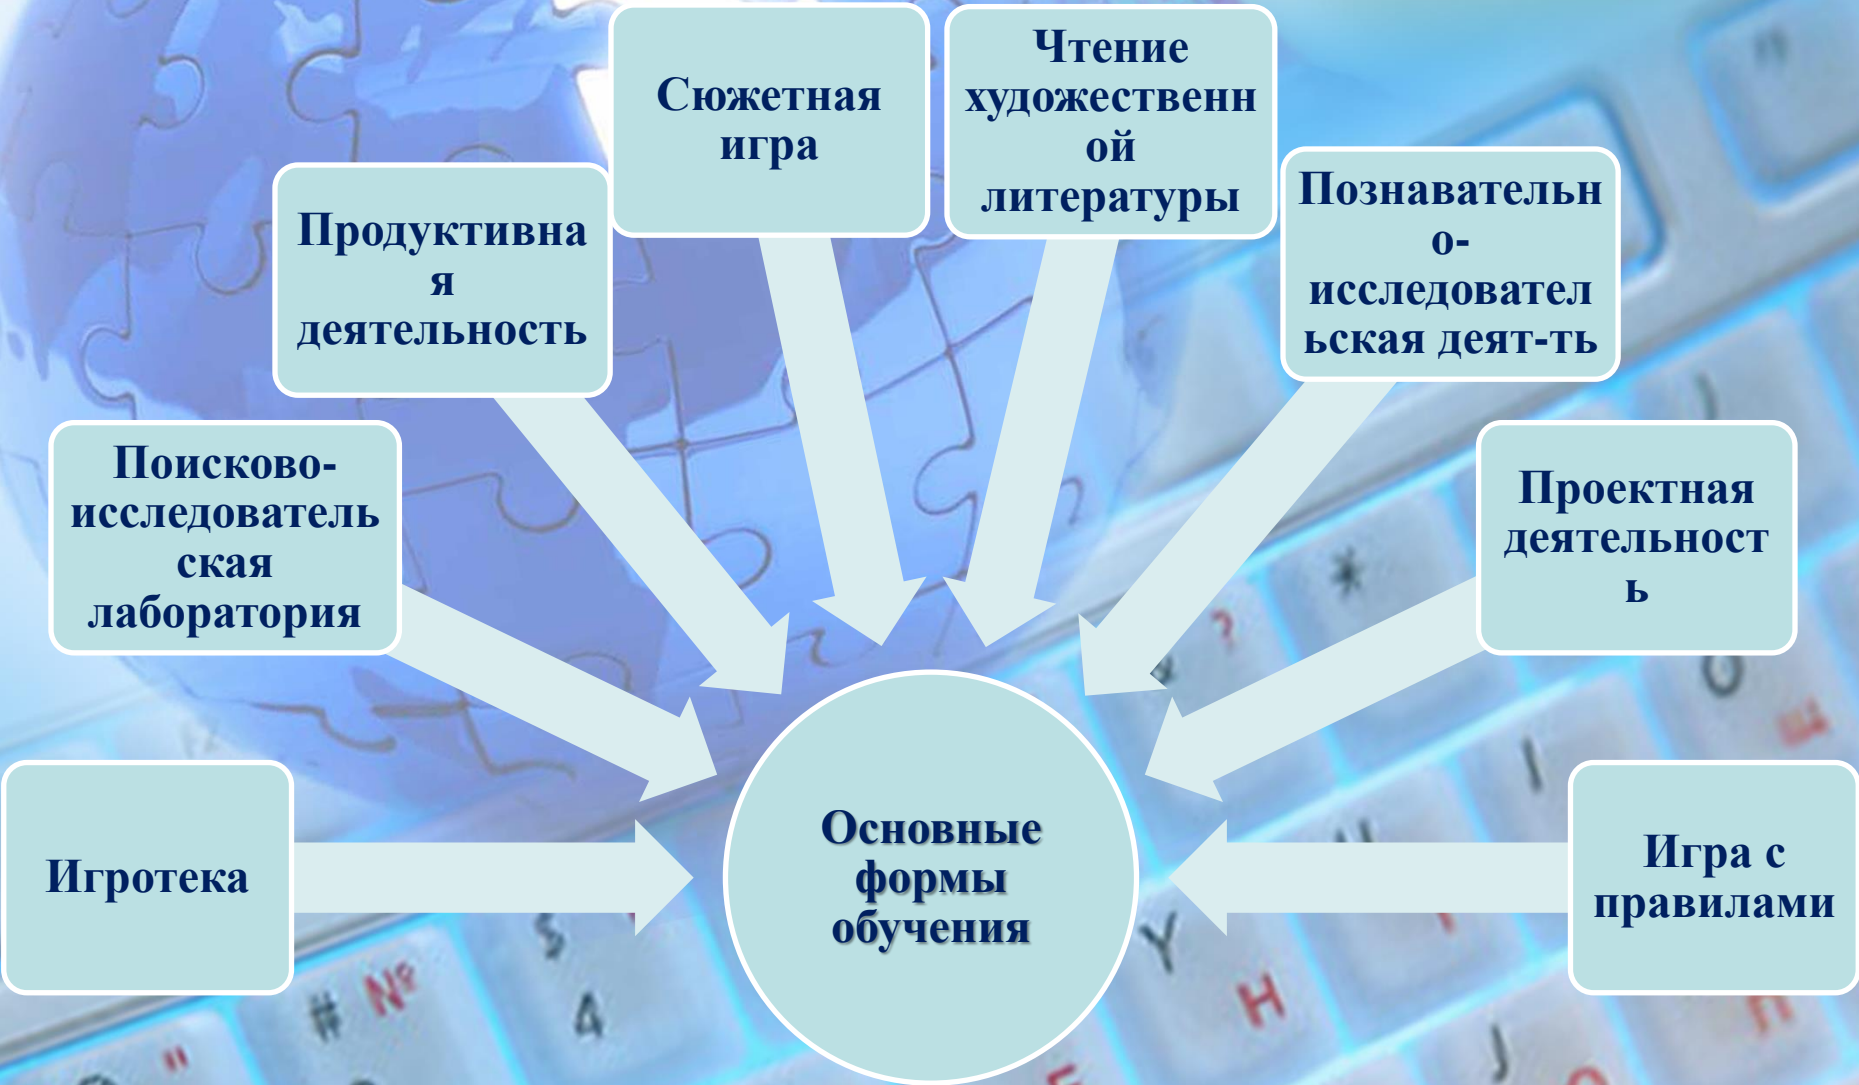 Сюжетная
игра
Чтение
художественн
ой
литературы
Продуктивна
я
деятельность
Познавательн
о-
исследовател
ьская деят-ть
Поисково-
исследователь
ская
лаборатория
Проектная
деятельност
ь
Игротека
Основные
формы
обучения
Игра с
правилами